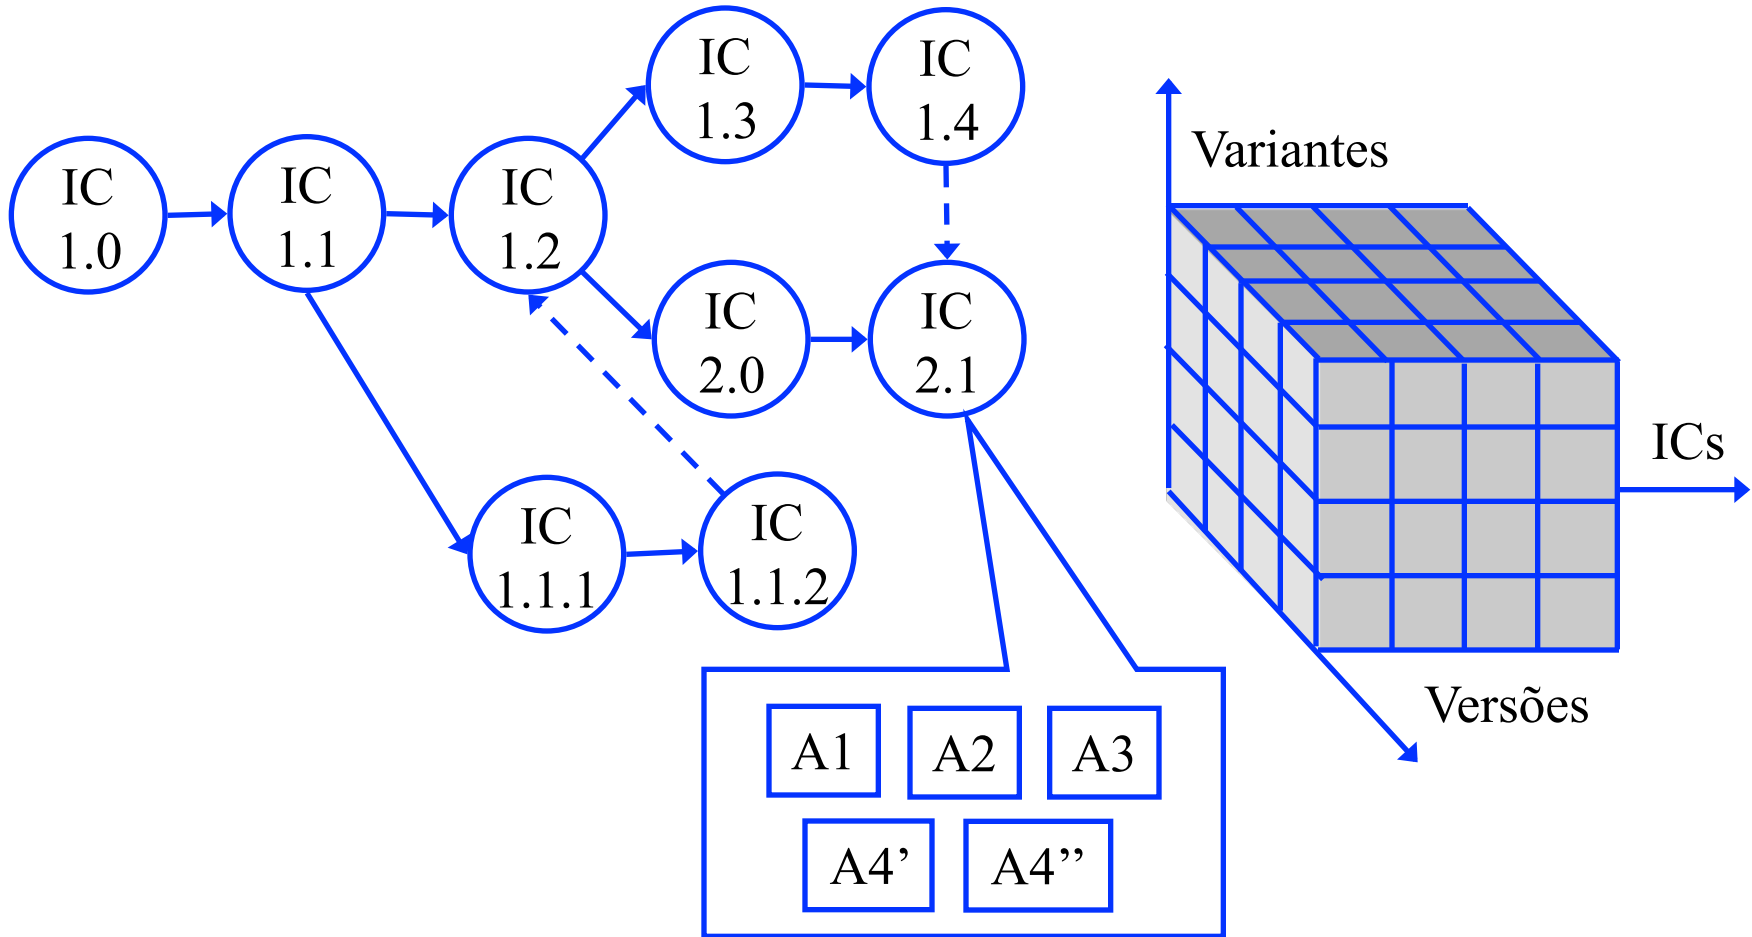 IC
1.0
IC
1.1
IC
1.2
IC
1.3
IC
1.4
IC
2.0
IC
2.1
IC
1.1.1
IC
1.1.2
A1
A2
A3
A4’
A4”
Variantes
ICs
Versões